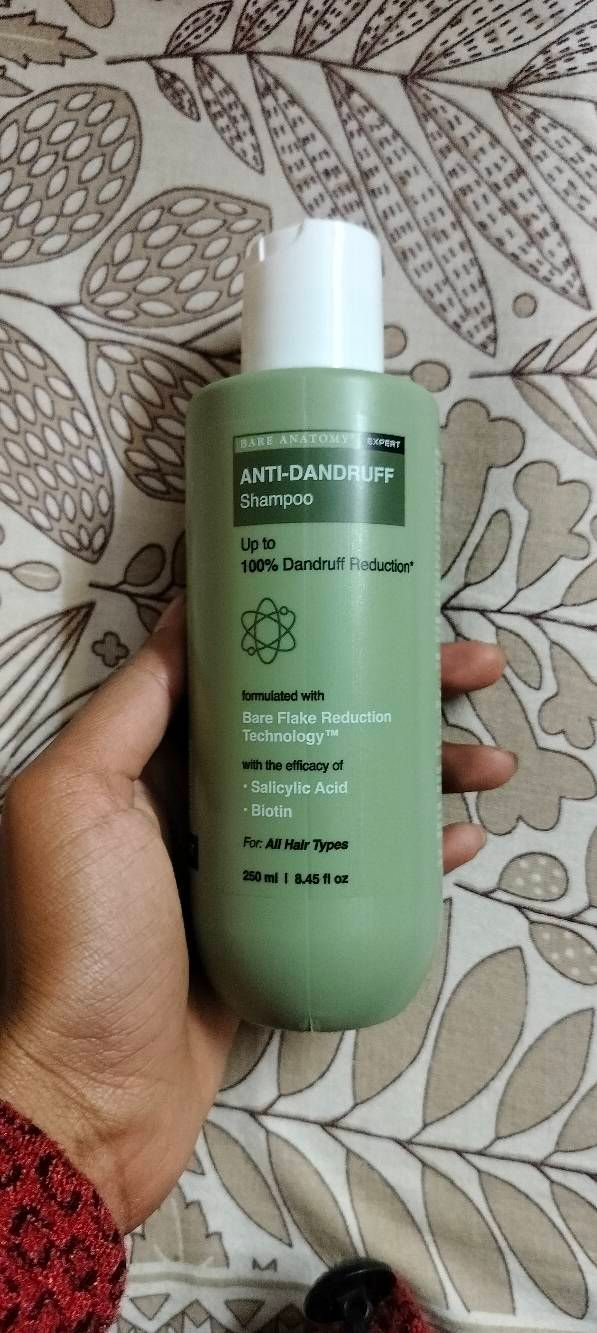 BARE ANATOMY EXPERT
ANTI-DANDRUFF
Shampoo
Up to
100% Dandruff Reduction*
formulated with
Bare Flake Reduction
Technology™
with the efficacy of
• Salicylic Acid
• Biotin
For: All Hair Types
250 ml | 8.45 fl oz